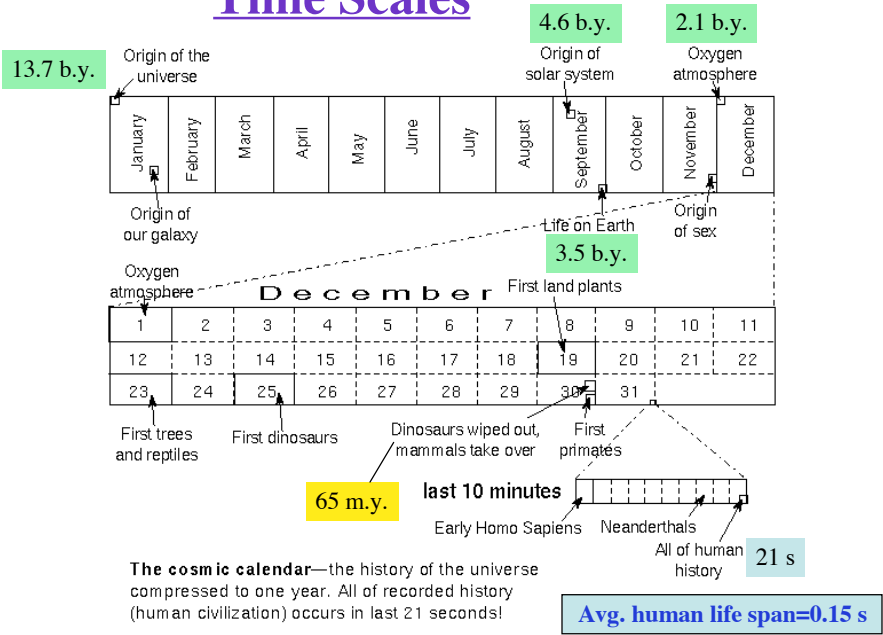 Time Scales
4.6 b.y.
2.1 b.y.
13.7 b.y.
Origin of the
universe
Origin of
solar system
Oxygen
atmosphere
January
February
March
April
May
June
July
August
September
October
November
December
Origin of
our galaxy
Life on Earth
Origin
of sex
3.5 b.y.
Oxygen
atmosphere
December
First land plants
1 2 3 4 5 6 7 8 9 10 11
12 13 14 15 16 17 18 19 20 21 22
23 24 25 26 27 28 29 30 31
First trees
and reptiles
First dinosaurs
Dinosaurs wiped out,
mammals take over
First
primates
65 m.y.
last 10 minutes
Early Homo Sapiens
Neanderthals
All of human
history
21 s
The cosmic calendar—the history of the universe
compressed to one year. All of recorded history
(human civilization) occurs in last 21 seconds!
Avg. human life span=0.15 s